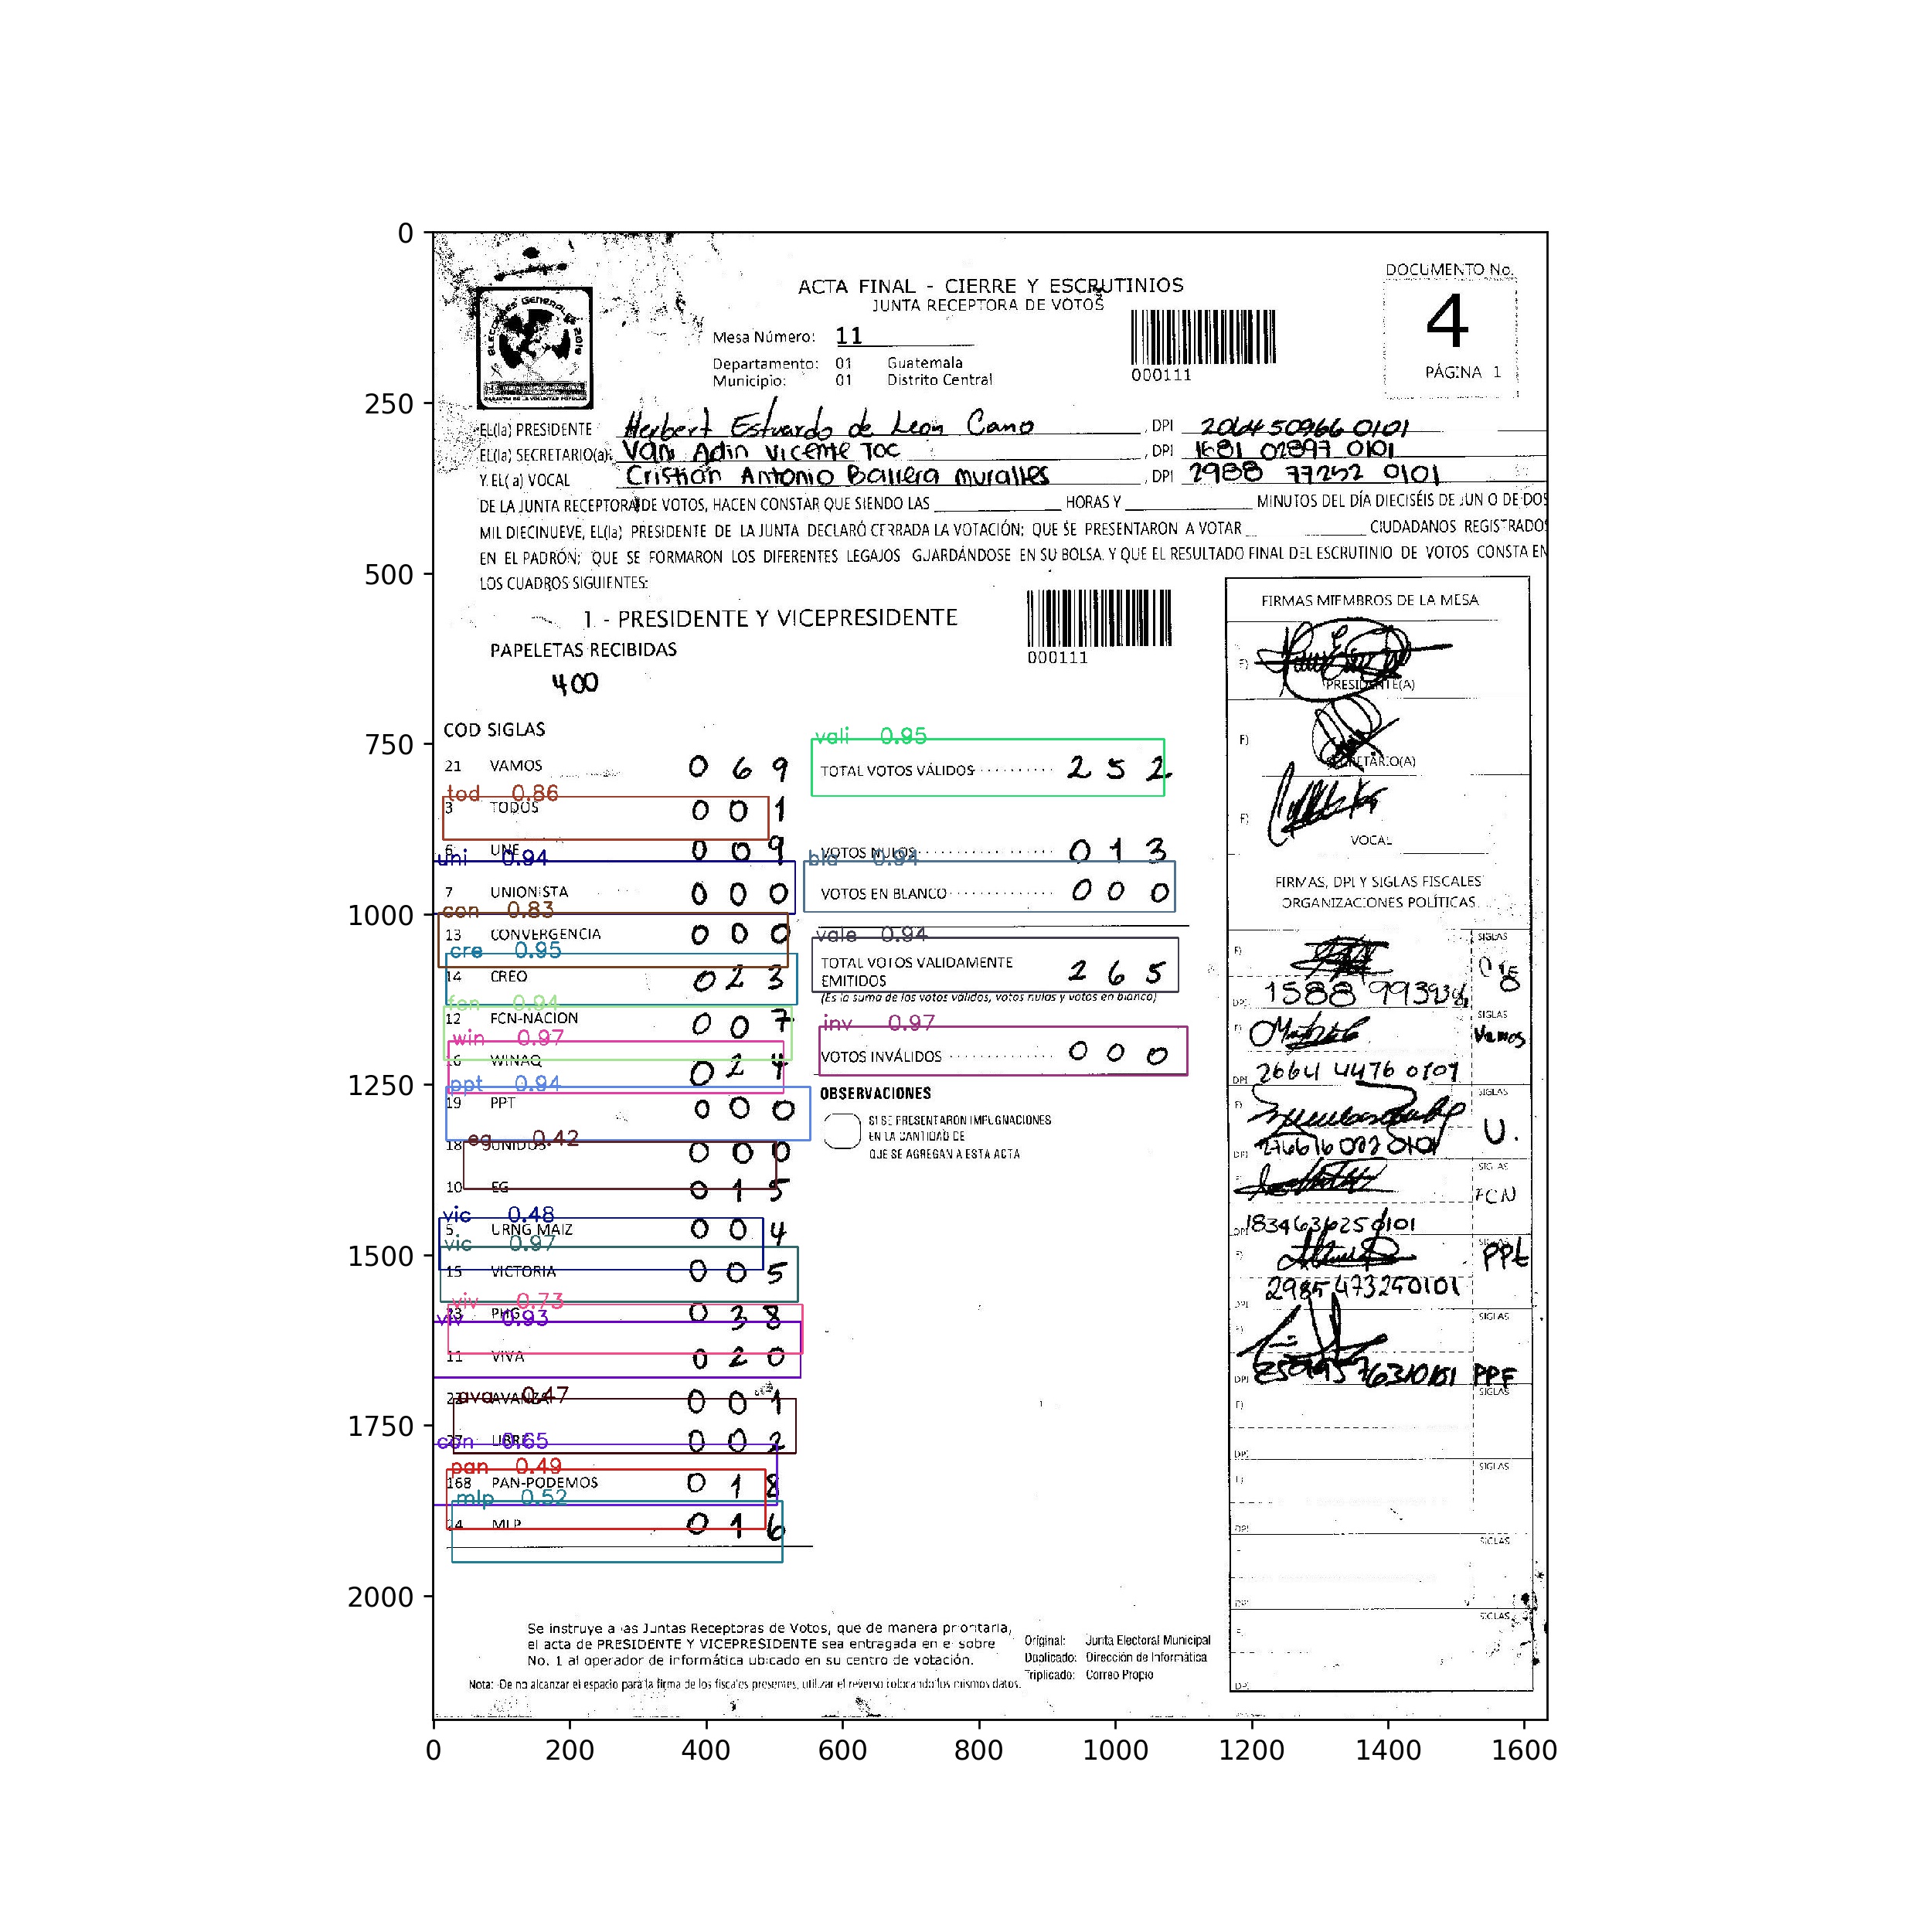 ACTA FINAL - CIERRE Y ESCRUTINIOS
JUNTA RECEPTORA DE VOTOS
DOCUMENTO No.
4
PÁGINA 1
Mesa Número: 11
Departamento: 01 Guatemala
Municipio: 01 Distrito Central
000111
EL(la) PRESIDENTE Herbert Estuardo de Leon Cano , DPI 2064 50966 0101
EL(la) SECRETARIO(a): Vani Adin Vicente Toc , DPI 1681 02897 0101
Y EL( a) VOCAL Cristian Antonio Barrera Muralles , DPI 2988 77252 0101
DE LA JUNTA RECEPTORA DE VOTOS, HACEN CONSTAR QUE SIENDO LAS HORAS Y MINUTOS DEL DÍA DIECISÉIS DE JUN O DE DOS
MIL DIECINUEVE, EL(la) PRESIDENTE DE LA JUNTA DECLARÓ CERRADA LA VOTACIÓN; QUE SE PRESENTARON A VOTAR CIUDADANOS REGISTRADOS
EN EL PADRÓN; QUE SE FORMARON LOS DIFERENTES LEGAJOS GUARDÁNDOSE EN SU BOLSA. Y QUE EL RESULTADO FINAL DEL ESCRUTINIO DE VOTOS CONSTA EN
LOS CUADROS SIGUIENTES:
1 - PRESIDENTE Y VICEPRESIDENTE
000111
PAPELETAS RECIBIDAS
400
COD SIGLAS
21 VAMOS 0 6 9
tod 0.86
3 TODOS 0 0 1
6 UNE 0 0 9
uni 0.94
7 UNIONISTA 0 0 0
con 0.83
13 CONVERGENCIA 0 0 0
cre 0.95
14 CREO 0 2 3
fcn 0.94
12 FCN-NACION 0 0 7
win 0.97
16 WINAQ 0 2 4
ppt 0.94
19 PPT 0 0 0
eg 0.42
18 UNIDOS 0 0 0
10 EG 0 1 5
vic 0.48
5 URNG MAIZ 0 0 4
vic 0.97
15 VICTORIA 0 0 5
viv 0.73
23 PHG 0 3 8
viv 0.93
11 VIVA 0 2 0
ava 0.47
22 AVANZA 0 0 1
con 0.65
27 LIBRE 0 0 2
pan 0.49
168 PAN-PODEMOS 0 1 8
mlp 0.52
24 MLP 0 1 6
vali 0.95
TOTAL VOTOS VÁLIDOS 2 5 2
VOTOS NULOS 0 1 3
bla 0.94
VOTOS EN BLANCO 0 0 0
vale 0.94
TOTAL VOTOS VALIDAMENTE
EMITIDOS 2 6 5
(Es la suma de los votos válidos, votos nulos y votos en blanco)
inv 0.97
VOTOS INVÁLIDOS 0 0 0
OBSERVACIONES
SI SE PRESENTARON IMPUGNACIONES
EN LA CANTIDAD DE
QUE SE AGREGAN A ESTA ACTA
FIRMAS MIEMBROS DE LA MESA
F)
PRESIDENTE(A)
F)
SECRETARIO(A)
F)
VOCAL
FIRMAS, DPI Y SIGLAS FISCALES
ORGANIZACIONES POLÍTICAS
F) SIGLAS
DPI 1588
F) SIGLAS
Vamos
DPI 2664 4476 0101
F) SIGLAS
U.
DPI
SIGLAS
FCN
DPI 1834636250101
F) SIGLAS
PPt
2985473240101
DPI
F) SIGLAS
DPI PPF
SIGLAS
F)
DPI
SIGLAS
F)
DPI
SIGLAS
DPI
SIGLAS
DPI
Se instruye a las Juntas Receptoras de Votos, que de manera prioritaria,
el acta de PRESIDENTE Y VICEPRESIDENTE sea entragada en el sobre
No. 1 al operador de informática ubicado en su centro de votación.
Original: Junta Electoral Municipal
Duplicado: Dirección de Informática
Triplicado: Correo Propio
Nota: De no alcanzar el espacio para la firma de los fiscales presentes, utilizar el reverso colocando los mismos datos.
0
250
500
750
1000
1250
1500
1750
2000
0 200 400 600 800 1000 1200 1400 1600